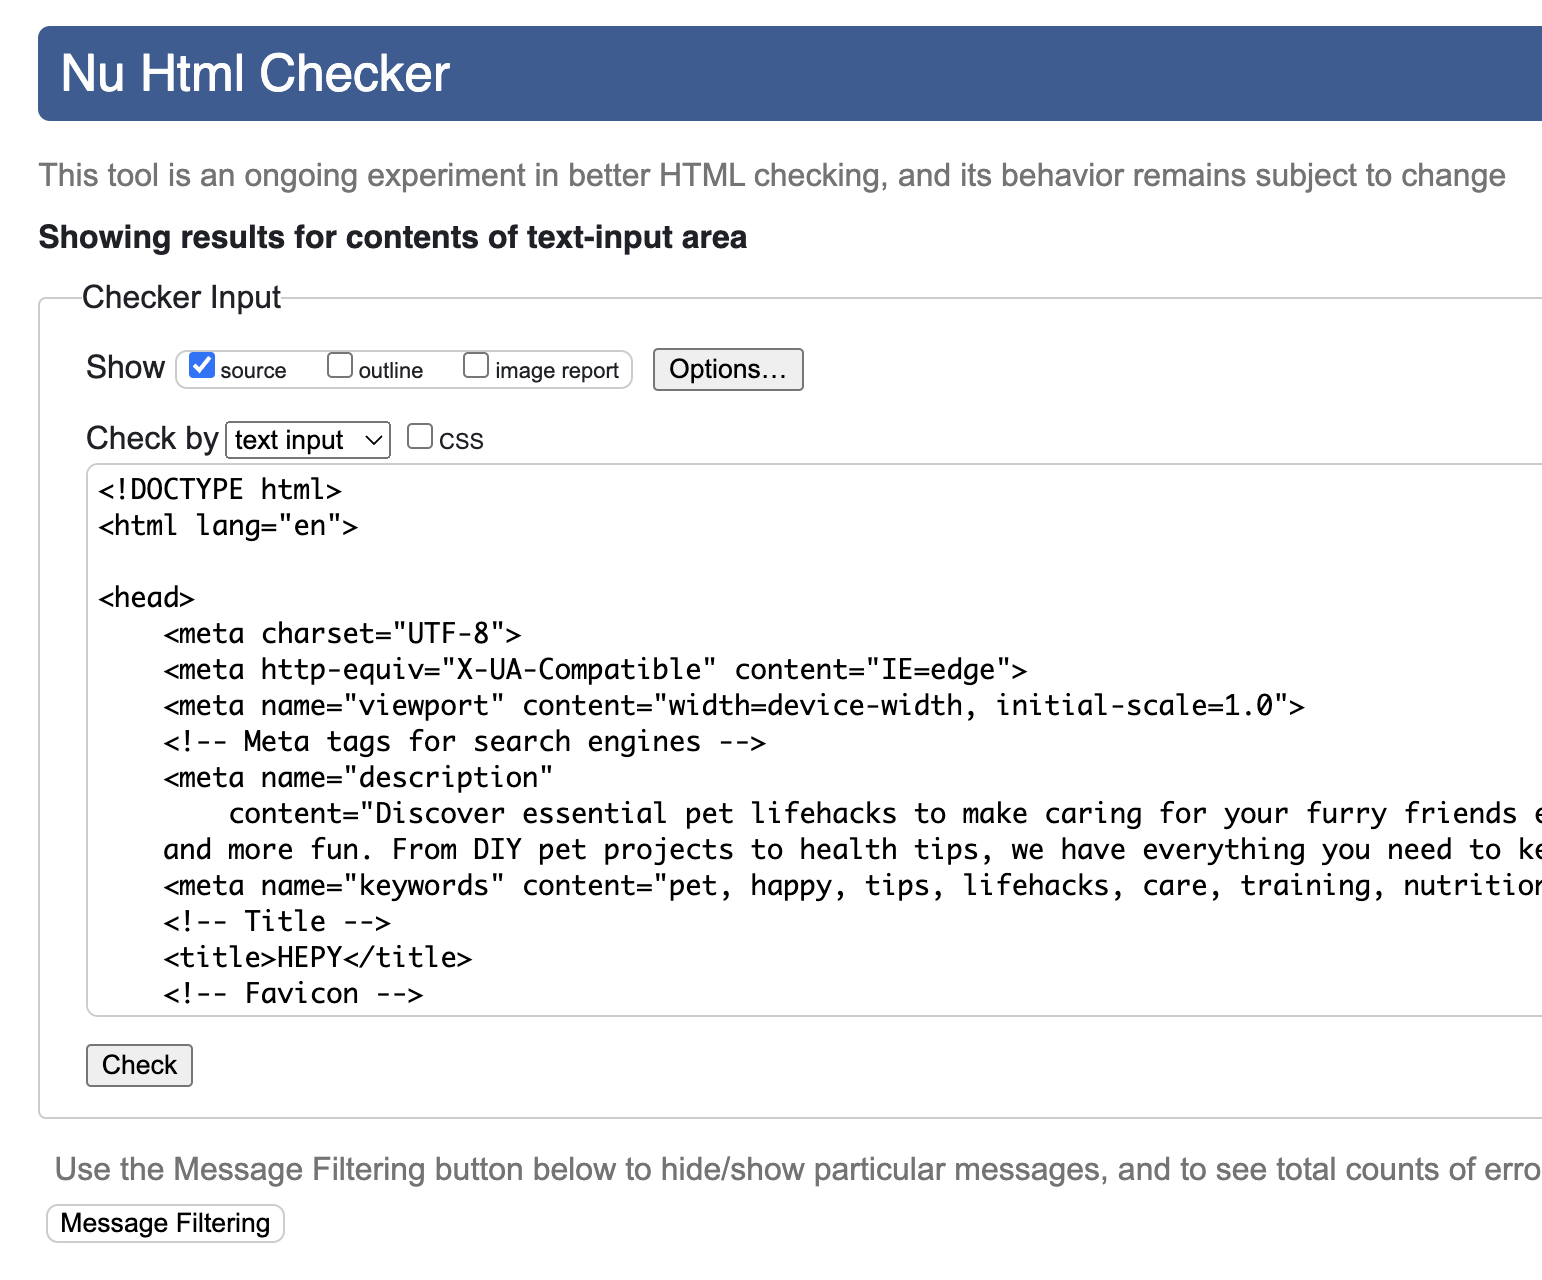 Nu Html Checker
This tool is an ongoing experiment in better HTML checking, and its behavior remains subject to change
Showing results for contents of text-input area
Checker Input
Show source outline image report Options…
Check by text input CSS
<!DOCTYPE html>
<html lang="en">
<head>
<meta charset="UTF-8">
<meta http-equiv="X-UA-Compatible" content="IE=edge">
<meta name="viewport" content="width=device-width, initial-scale=1.0">
<!-- Meta tags for search engines -->
<meta name="description"
content="Discover essential pet lifehacks to make caring for your furry friends
and more fun. From DIY pet projects to health tips, we have everything you need to
<meta name="keywords" content="pet, happy, tips, lifehacks, care, training,
<!-- Title -->
<title>HEPY</title>
<!-- Favicon -->
Check
Use the Message Filtering button below to hide/show particular messages, and to see total counts of
Message Filtering